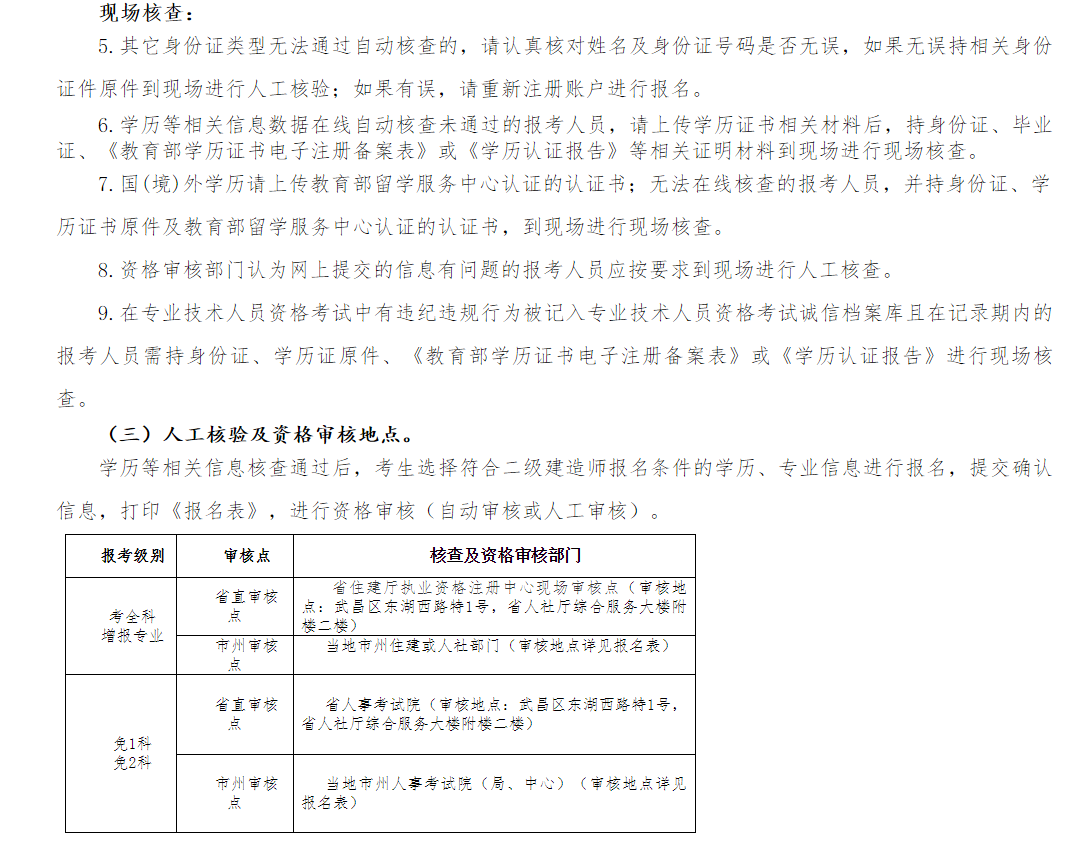 现场核查：
5.其它身份证类型无法通过自动核查的，请认真核对姓名及身份证号码是否无误，如果无误持相关身份
证件原件到现场进行人工核验；如果有误，请重新注册账户进行报名。
6.学历等相关信息数据在线自动核查未通过的报考人员，请上传学历证书相关材料后，持身份证、毕业
证、《教育部学历证书电子注册备案表》或《学历认证报告》等相关证明材料到现场进行现场核查。
7.国(境)外学历请上传教育部留学服务中心认证的认证书；无法在线核查的报考人员，并持身份证、学
历证书原件及教育部留学服务中心认证的认证书，到现场进行现场核查。
8.资格审核部门认为网上提交的信息有问题的报考人员应按要求到现场进行人工核查。
9.在专业技术人员资格考试中有违纪违规行为被记入专业技术人员资格考试诚信档案库且在记录期内的
报考人员需持身份证、学历证原件、《教育部学历证书电子注册备案表》或《学历认证报告》进行现场核
查。
（三）人工核验及资格审核地点。
学历等相关信息核查通过后，考生选择符合二级建造师报名条件的学历、专业信息进行报名，提交确认
信息，打印《报名表》，进行资格审核（自动审核或人工审核）。
报考级别 审核点 核查及资格审核部门
考全科
增报专业
省直审核
点
省住建厅执业资格注册中心现场审核点（审核地
点：武昌区东湖西路特1号，省人社厅综合服务大楼附
楼二楼）
市州审核
点
当地市州住建或人社部门（审核地点详见报名表）
免1科
免2科
省直审核
点
省人事考试院（审核地点：武昌区东湖西路特1号，
省人社厅综合服务大楼附楼二楼）
市州审核
点
当地市州人事考试院（局、中心）（审核地点详见
报名表）